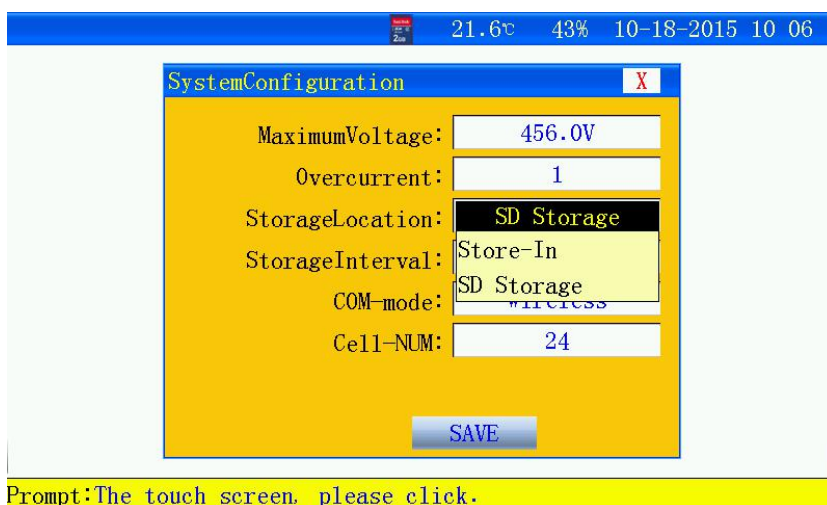 21.6℃ 43% 10-18-2015 10 06
SystemConfiguration X
MaximumVoltage: 456.0V
Overcurrent: 1
StorageLocation: SD Storage
Store-In
StorageInterval:
SD Storage
COM-mode:
Cell-NUM: 24
SAVE
Prompt:The touch screen, please click.